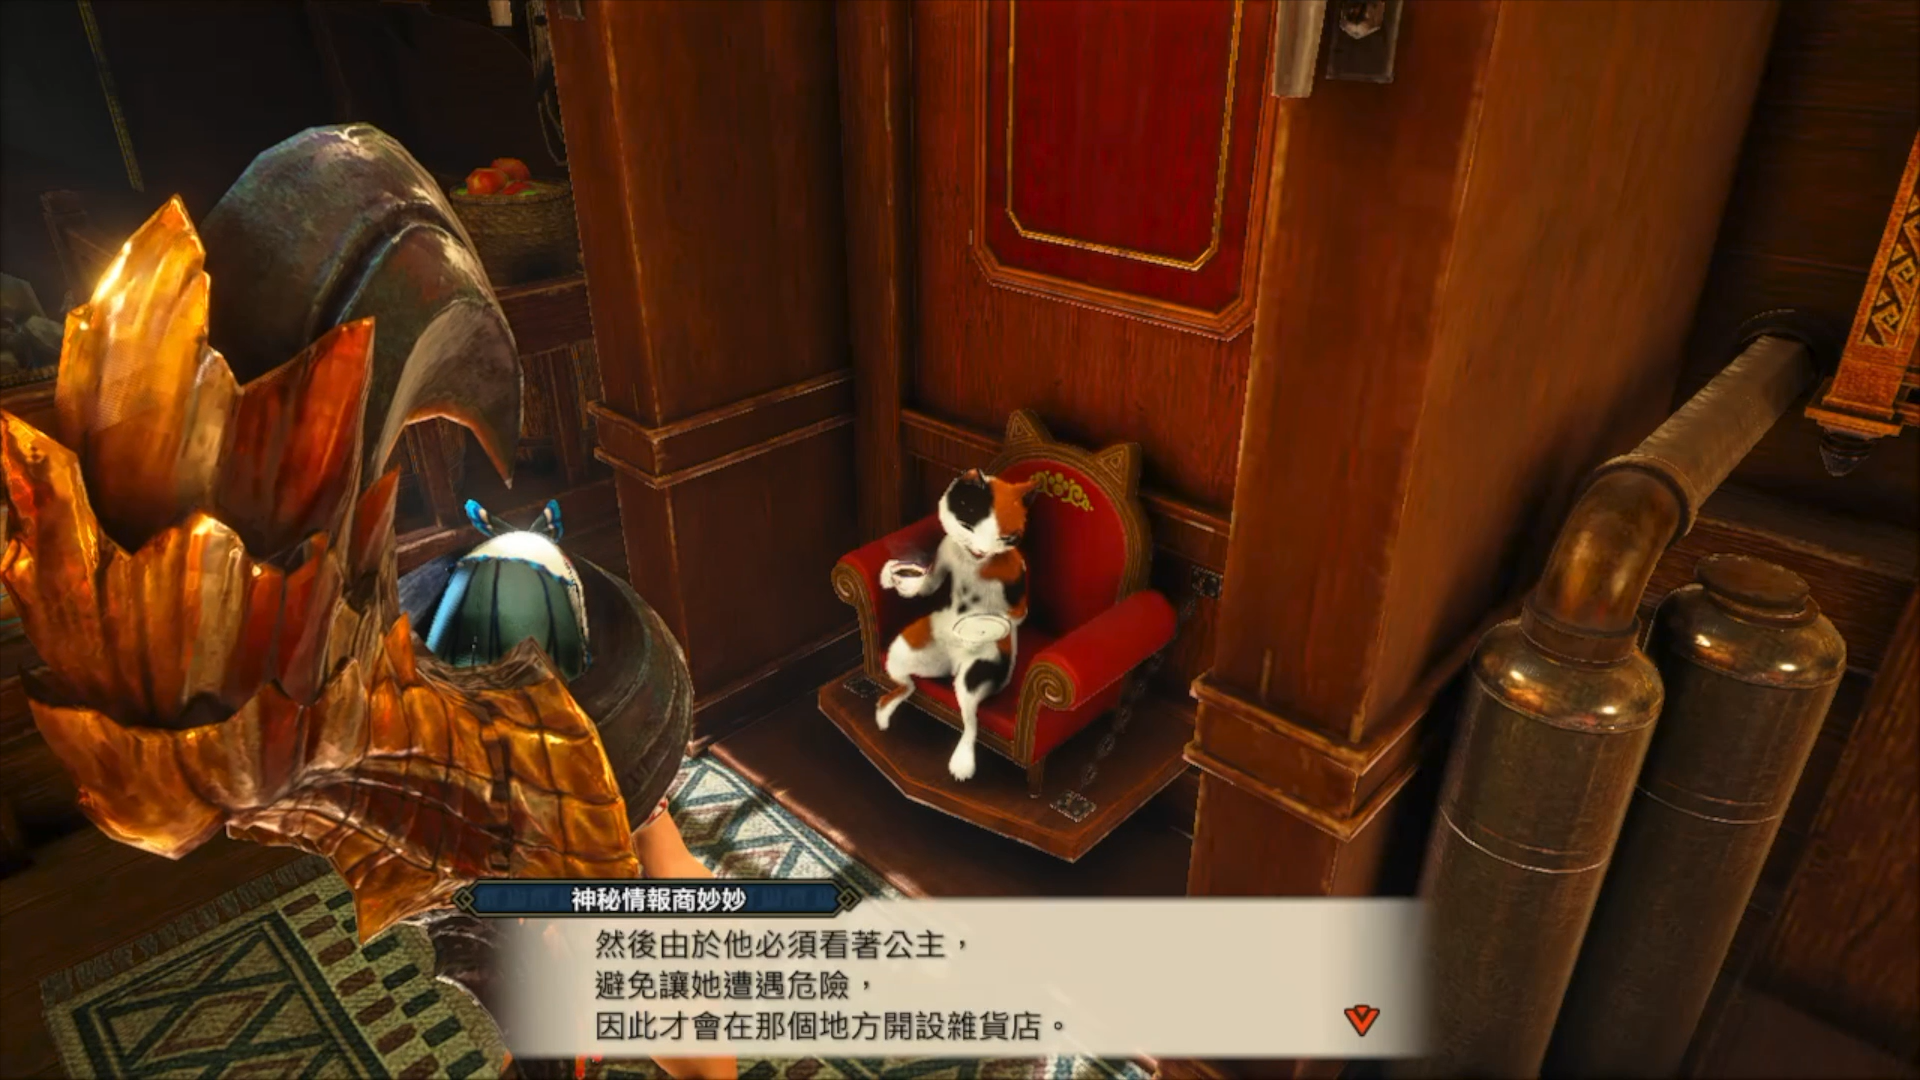 神秘情報商妙妙
然後由於他必須看著公主，
避免讓她遭遇危險，
因此才會在那個地方開設雜貨店。